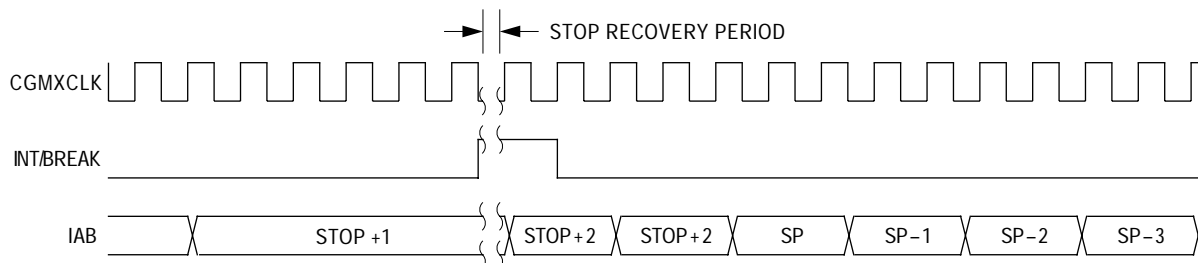 STOP RECOVERY PERIOD
CGMXCLK
INT/BREAK
IAB
STOP +1
STOP+2
STOP+2
SP
SP–1
SP–2
SP–3